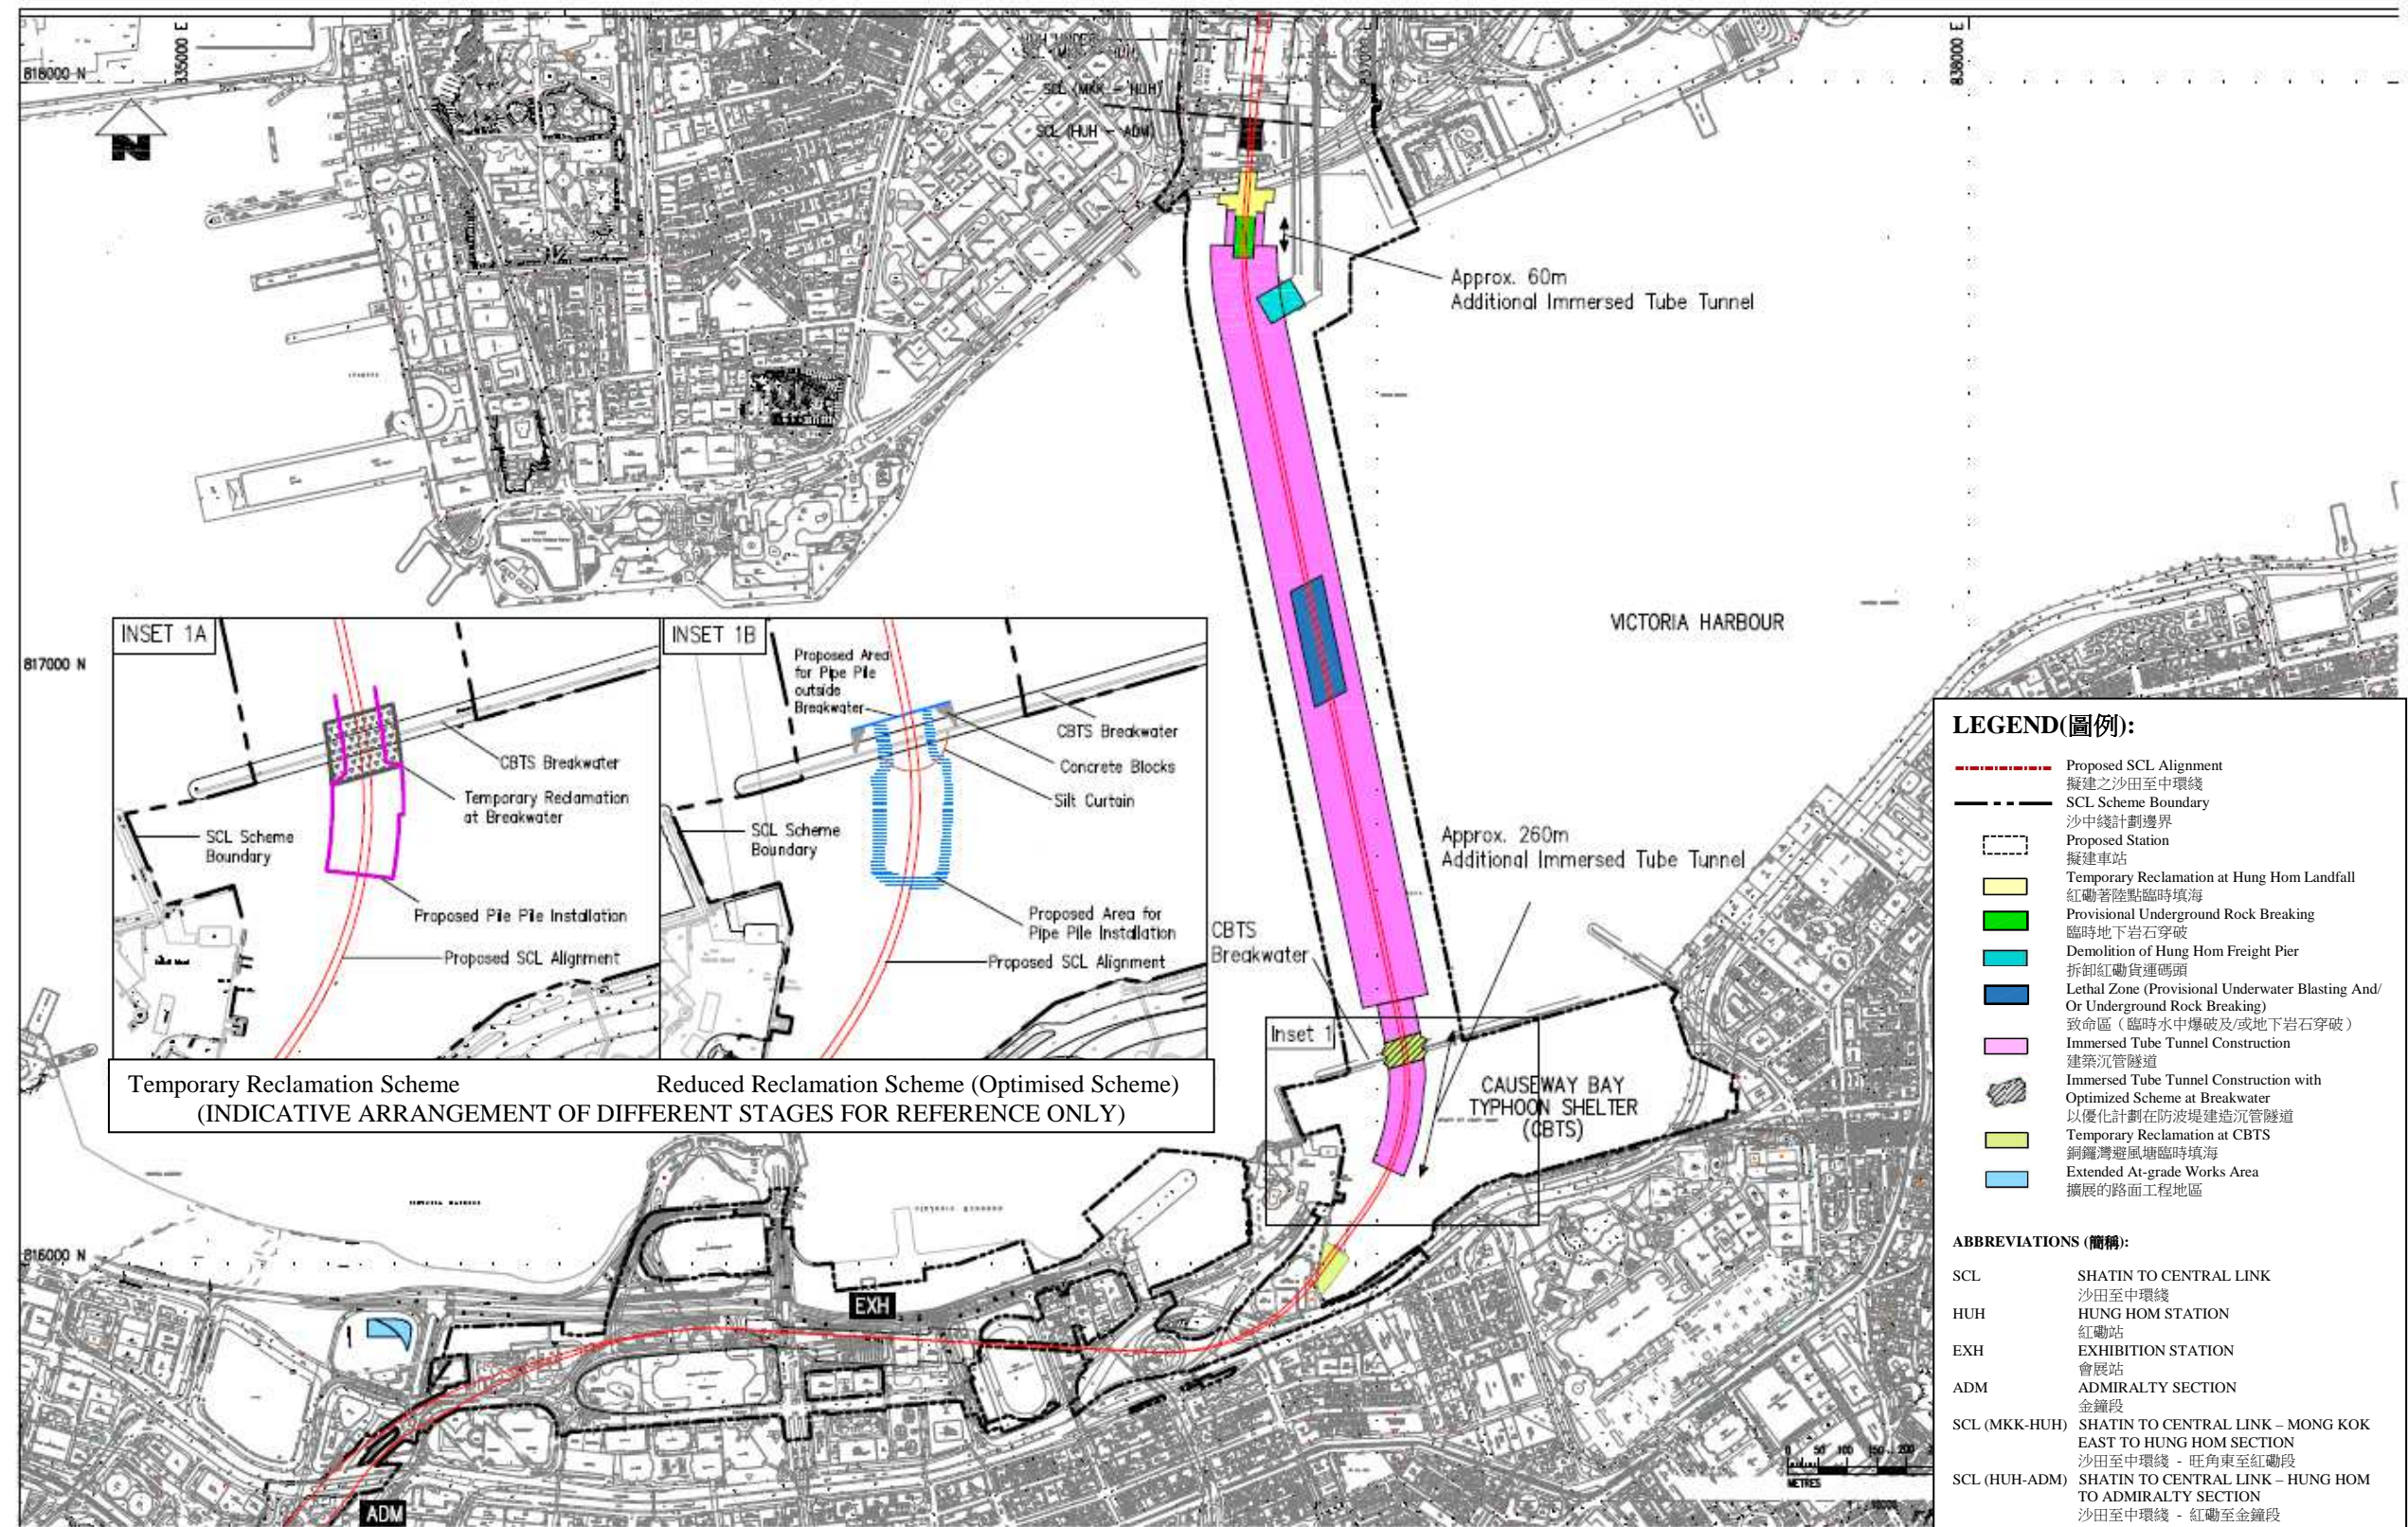 818000 N
835000 E
837000 E
838000 E
SCL (MKK - HUH)
SCL (HUH - ADM)
N
Approx. 60m
Additional Immersed Tube Tunnel
VICTORIA HARBOUR
817000 N
INSET 1A
CBTS Breakwater
Temporary Reclamation
at Breakwater
SCL Scheme
Boundary
Proposed Pile Pile Installation
Proposed SCL Alignment
INSET 1B
Proposed Area
for Pipe Pile
outside
Breakwater
CBTS Breakwater
Concrete Blocks
Silt Curtain
SCL Scheme
Boundary
Proposed Area for
Pipe Pile Installation
Proposed SCL Alignment
Temporary Reclamation Scheme
Reduced Reclamation Scheme (Optimised Scheme)
(INDICATIVE ARRANGEMENT OF DIFFERENT STAGES FOR REFERENCE ONLY)
Approx. 260m
Additional Immersed Tube Tunnel
CBTS
Breakwater
Inset 1
CAUSEWAY BAY
TYPHOON SHELTER
(CBTS)
816000 N
EXH
ADM
LEGEND(圖例):
Proposed SCL Alignment
擬建之沙田至中環綫
SCL Scheme Boundary
沙中綫計劃邊界
Proposed Station
擬建車站
Temporary Reclamation at Hung Hom Landfall
紅磡著陸點臨時填海
Provisional Underground Rock Breaking
臨時地下岩石穿破
Demolition of Hung Hom Freight Pier
拆卸紅磡貨運碼頭
Lethal Zone (Provisional Underwater Blasting And/
Or Underground Rock Breaking)
致命區（臨時水中爆破及/或地下岩石穿破）
Immersed Tube Tunnel Construction
建築沉管隧道
Immersed Tube Tunnel Construction with
Optimized Scheme at Breakwater
以優化計劃在防波堤建造沉管隧道
Temporary Reclamation at CBTS
銅鑼灣避風塘臨時填海
Extended At-grade Works Area
擴展的路面工程地區
ABBREVIATIONS (簡稱):
SCL SHATIN TO CENTRAL LINK
沙田至中環綫
HUH HUNG HOM STATION
紅磡站
EXH EXHIBITION STATION
會展站
ADM ADMIRALTY SECTION
金鐘段
SCL (MKK-HUH) SHATIN TO CENTRAL LINK – MONG KOK
EAST TO HUNG HOM SECTION
沙田至中環綫 - 旺角東至紅磡段
SCL (HUH-ADM) SHATIN TO CENTRAL LINK – HUNG HOM
TO ADMIRALTY SECTION
沙田至中環綫 - 紅磡至金鐘段
0 50 100 150 200
METRES